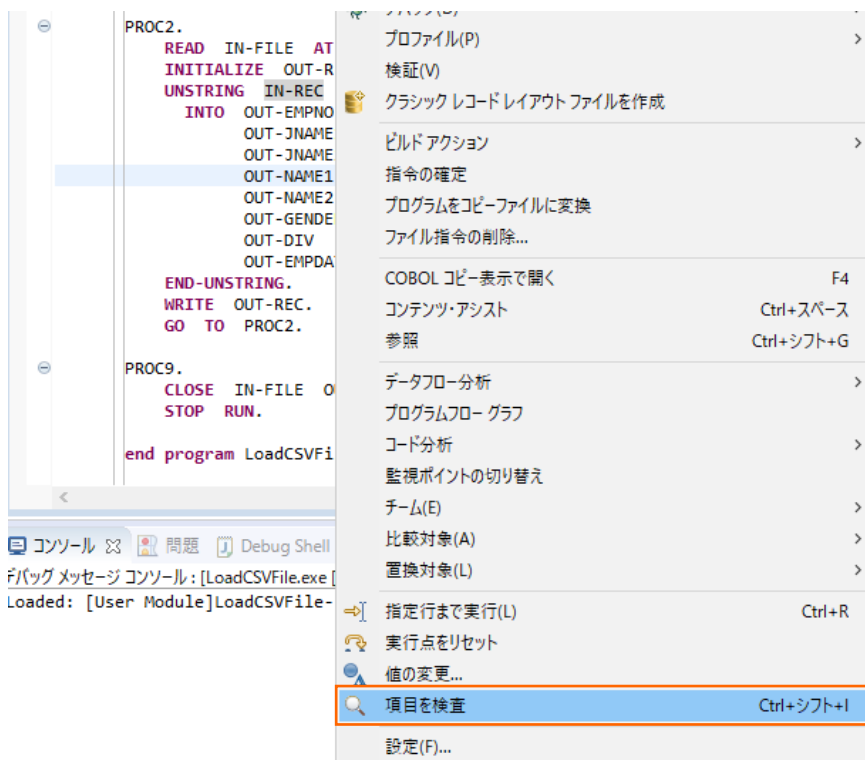 PROC2.
READ IN-FILE AT
INITIALIZE OUT-R
UNSTRING IN-REC
INTO OUT-EMPNO
OUT-JNAME
OUT-JNAME
OUT-NAME1
OUT-NAME2
OUT-GENDE
OUT-DIV
OUT-EMPDA
END-UNSTRING.
WRITE OUT-REC.
GO TO PROC2.
PROC9.
CLOSE IN-FILE O
STOP RUN.
end program LoadCSVFi
コンソール 問題 Debug Shell
デバッグ メッセージ コンソール : [LoadCSVFile.exe [
Loaded: [User Module]LoadCSVFile-
プロファイル(P)
検証(V)
クラシック レコード レイアウト ファイルを作成
ビルド アクション
指令の確定
プログラムをコピーファイルに変換
ファイル指令の削除...
COBOL コピー表示で開く F4
コンテンツ・アシスト Ctrl+スペース
参照 Ctrl+シフト+G
データフロー分析
プログラムフロー グラフ
コード分析
監視ポイントの切り替え
チーム(E)
比較対象(A)
置換対象(L)
指定行まで実行(L) Ctrl+R
実行点をリセット
値の変更...
項目を検査 Ctrl+シフト+I
設定(F)...